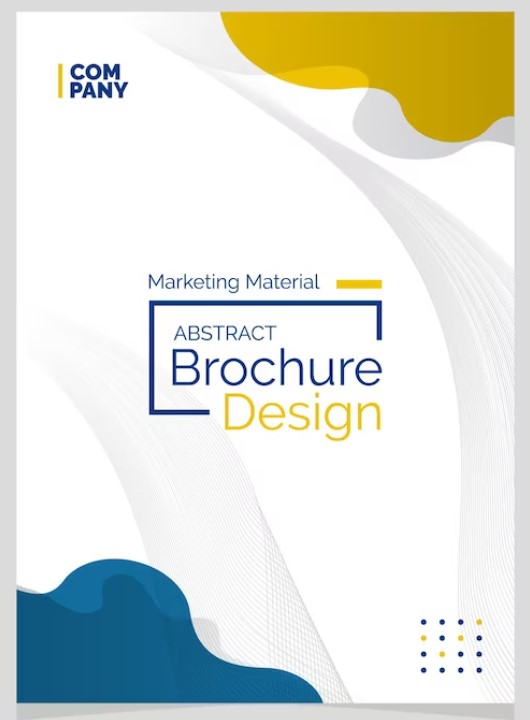 COM
PANY
Marketing Material
ABSTRACT
Brochure
Design